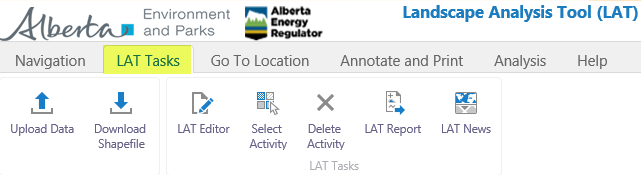 Alberta Environment and Parks
Alberta Energy Regulator
Landscape Analysis Tool (LAT)
Navigation LAT Tasks Go To Location Annotate and Print Analysis Help
Upload Data Download Shapefile LAT Editor Select Activity Delete Activity LAT Report LAT News
LAT Tasks